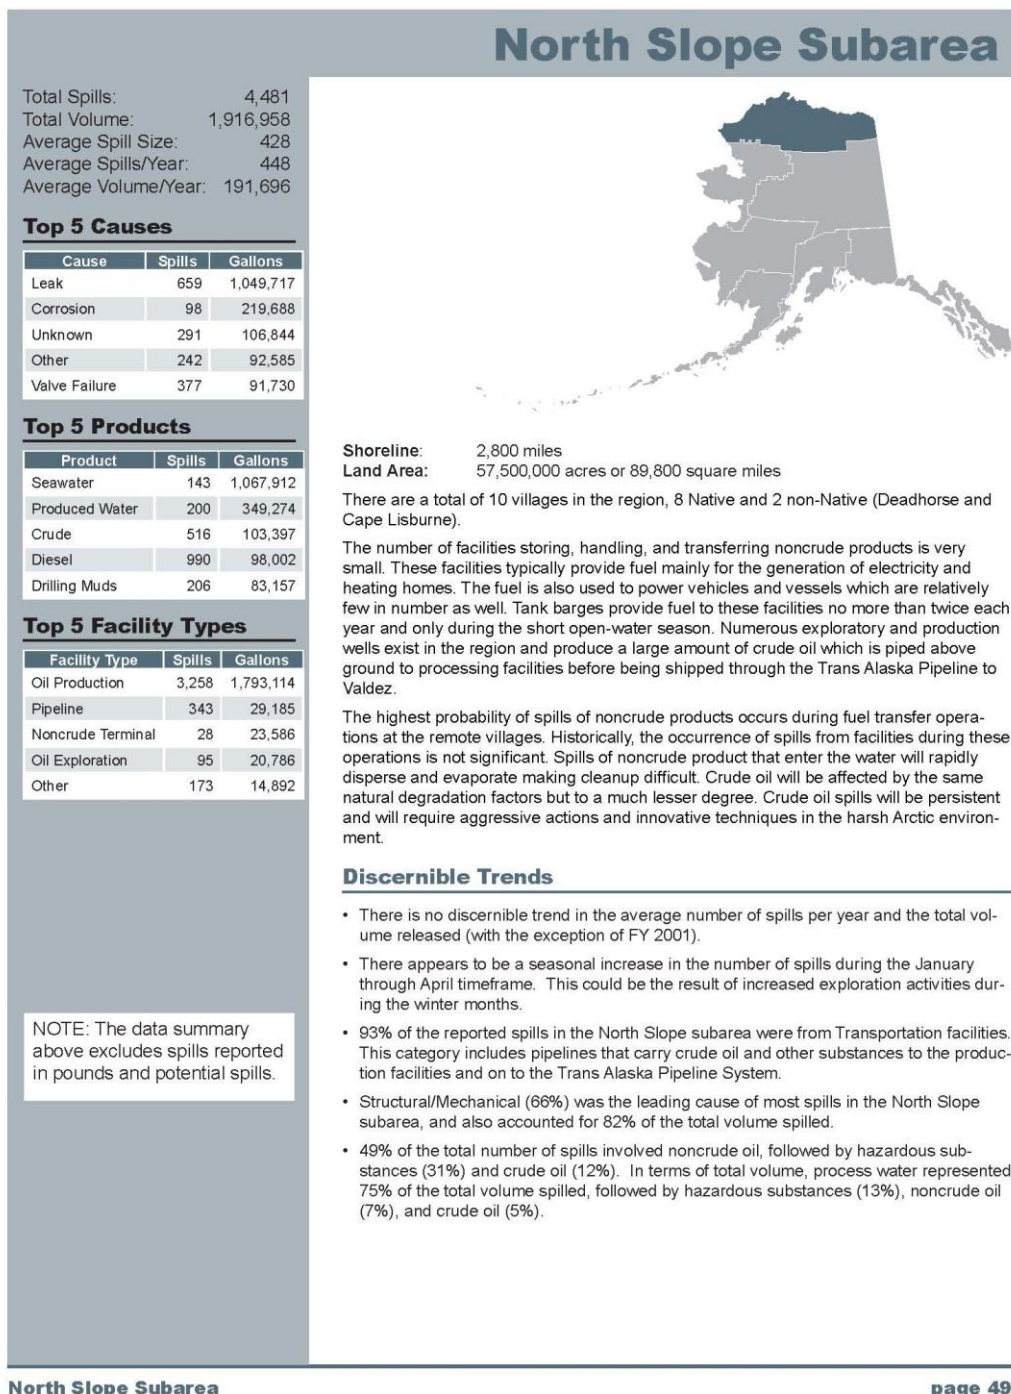 North Slope Subarea
Total Spills: 4,481
Total Volume: 1,916,958
Average Spill Size: 428
Average Spills/Year: 448
Average Volume/Year: 191,696
Top 5 Causes
Cause Spills Gallons
Leak 659 1,049,717
Corrosion 98 219,688
Unknown 291 106,844
Other 242 92,585
Valve Failure 377 91,730
Top 5 Products
Product Spills Gallons
Seawater 143 1,067,912
Produced Water 200 349,274
Crude 516 103,397
Diesel 990 98,002
Drilling Muds 206 83,157
Top 5 Facility Types
Facility Type Spills Gallons
Oil Production 3,258 1,793,114
Pipeline 343 29,185
Noncrude Terminal 28 23,586
Oil Exploration 95 20,786
Other 173 14,892
NOTE: The data summary
above excludes spills reported
in pounds and potential spills.
Shoreline: 2,800 miles
Land Area: 57,500,000 acres or 89,800 square miles
There are a total of 10 villages in the region, 8 Native and 2 non-Native (Deadhorse and
Cape Lisburne).
The number of facilities storing, handling, and transferring noncrude products is very
small. These facilities typically provide fuel mainly for the generation of electricity and
heating homes. The fuel is also used to power vehicles and vessels which are relatively
few in number as well. Tank barges provide fuel to these facilities no more than twice each
year and only during the short open-water season. Numerous exploratory and production
wells exist in the region and produce a large amount of crude oil which is piped above
ground to processing facilities before being shipped through the Trans Alaska Pipeline to
Valdez.
The highest probability of spills of noncrude products occurs during fuel transfer opera-
tions at the remote villages. Historically, the occurrence of spills from facilities during these
operations is not significant. Spills of noncrude product that enter the water will rapidly
disperse and evaporate making cleanup difficult. Crude oil will be affected by the same
natural degradation factors but to a much lesser degree. Crude oil spills will be persistent
and will require aggressive actions and innovative techniques in the harsh Arctic environ-
ment.
Discernible Trends
• There is no discernible trend in the average number of spills per year and the total vol-
ume released (with the exception of FY 2001).
• There appears to be a seasonal increase in the number of spills during the January
through April timeframe. This could be the result of increased exploration activities dur-
ing the winter months.
• 93% of the reported spills in the North Slope subarea were from Transportation facilities.
This category includes pipelines that carry crude oil and other substances to the produc-
tion facilities and on to the Trans Alaska Pipeline System.
• Structural/Mechanical (66%) was the leading cause of most spills in the North Slope
subarea, and also accounted for 82% of the total volume spilled.
• 49% of the total number of spills involved noncrude oil, followed by hazardous sub-
stances (31%) and crude oil (12%). In terms of total volume, process water represented
75% of the total volume spilled, followed by hazardous substances (13%), noncrude oil
(7%), and crude oil (5%).
North Slope Subarea page 49